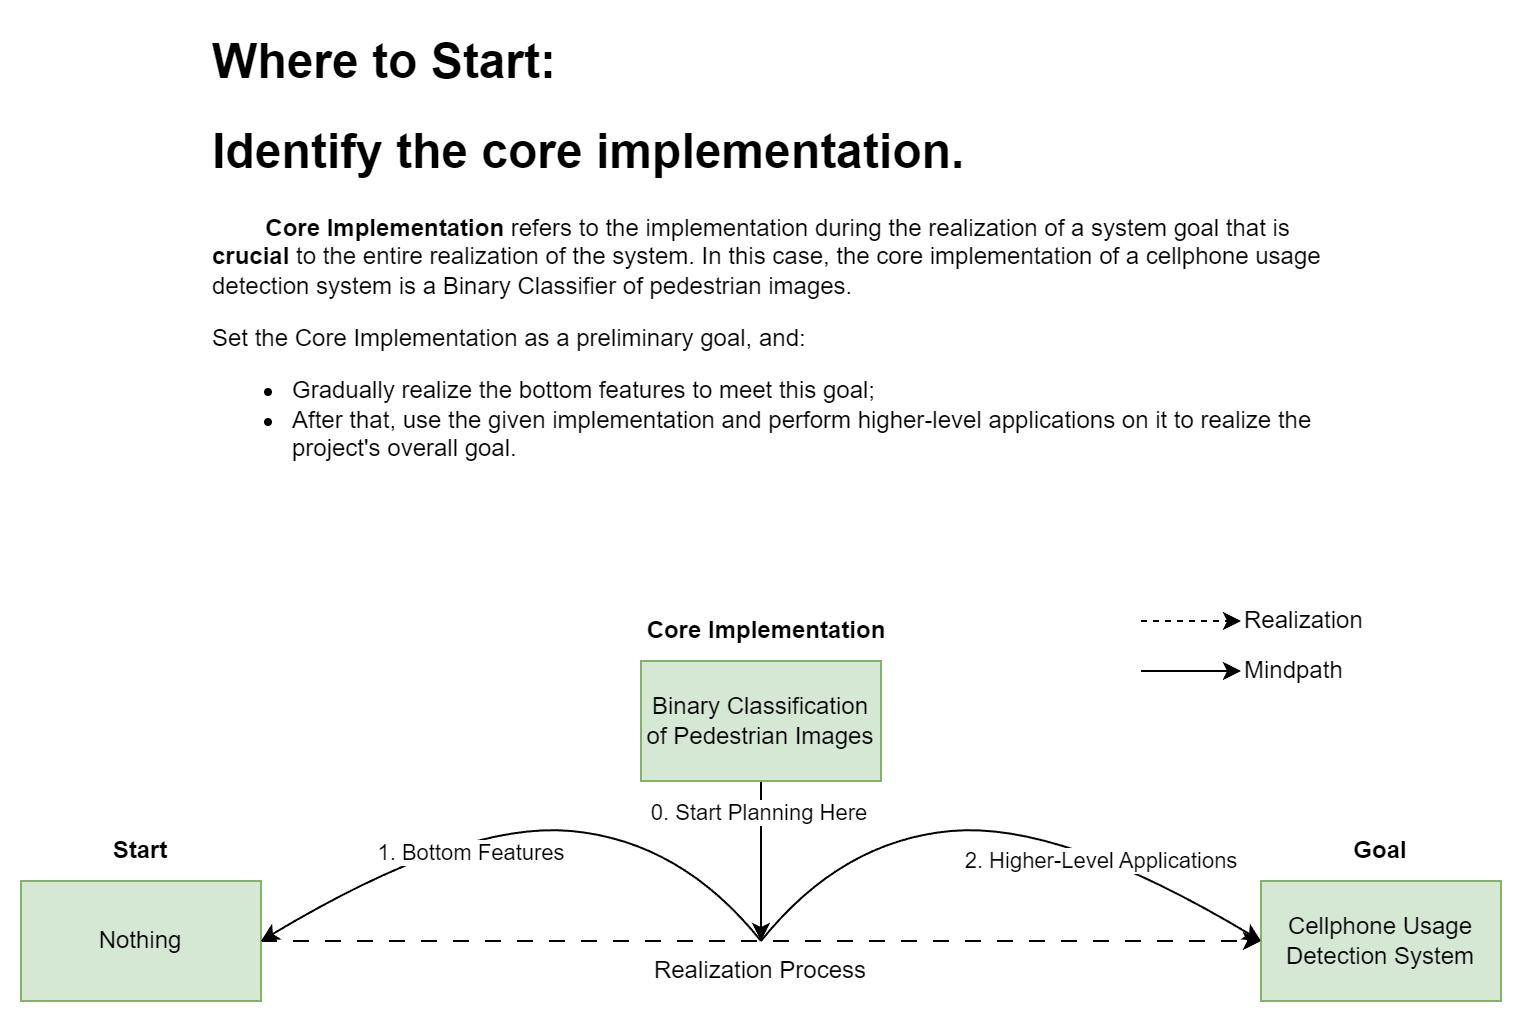 Where to Start:
Identify the core implementation.
Core Implementation refers to the implementation during the realization of a system goal that is
crucial to the entire realization of the system. In this case, the core implementation of a cellphone usage
detection system is a Binary Classifier of pedestrian images.
Set the Core Implementation as a preliminary goal, and:
• Gradually realize the bottom features to meet this goal;
• After that, use the given implementation and perform higher-level applications on it to realize the
project's overall goal.
Realization
Mindpath
Core Implementation
Binary Classification
of Pedestrian Images
0. Start Planning Here
1. Bottom Features
2. Higher-Level Applications
Start
Nothing
Goal
Cellphone Usage
Detection System
Realization Process